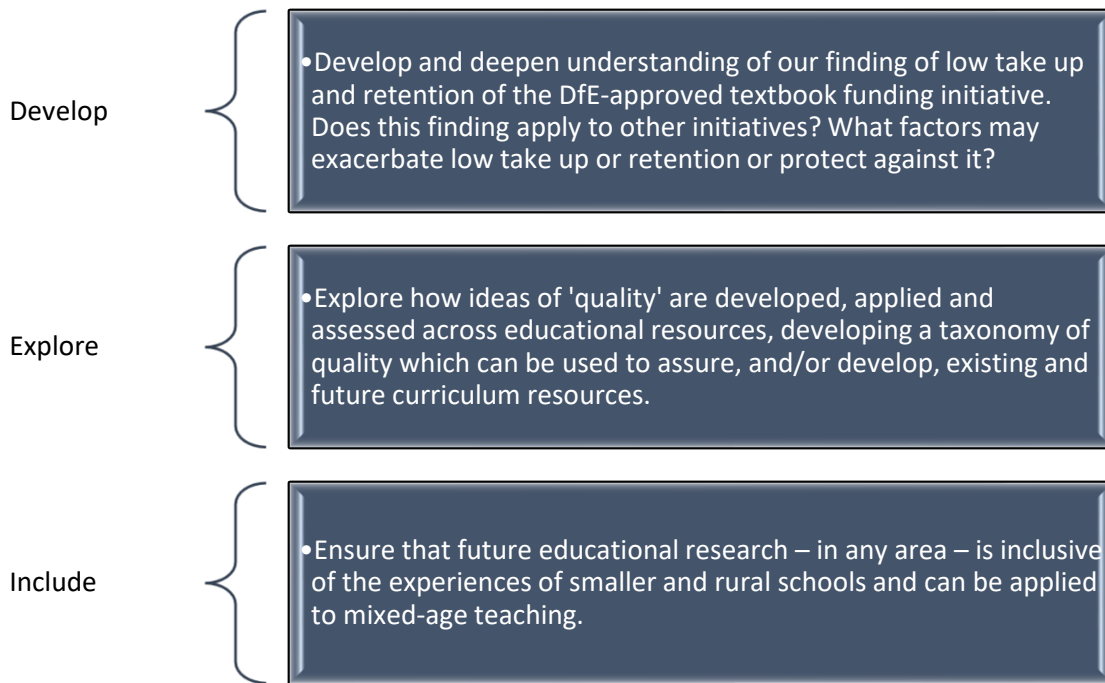 Develop
•Develop and deepen understanding of our finding of low take up
and retention of the DfE-approved textbook funding initiative.
Does this finding apply to other initiatives? What factors may
exacerbate low take up or retention or protect against it?
Explore
•Explore how ideas of 'quality' are developed, applied and
assessed across educational resources, developing a taxonomy of
quality which can be used to assure, and/or develop, existing and
future curriculum resources.
Include
•Ensure that future educational research – in any area – is inclusive
of the experiences of smaller and rural schools and can be applied
to mixed-age teaching.